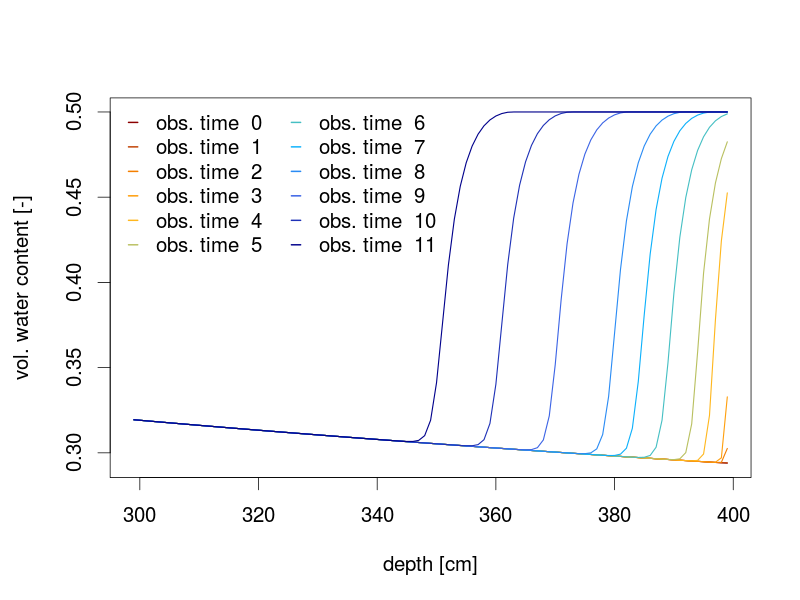 0.50
0.45
0.40
0.35
0.30
vol. water content [-]
obs. time 0
obs. time 1
obs. time 2
obs. time 3
obs. time 4
obs. time 5
obs. time 6
obs. time 7
obs. time 8
obs. time 9
obs. time 10
obs. time 11
300 320 340 360 380 400
depth [cm]